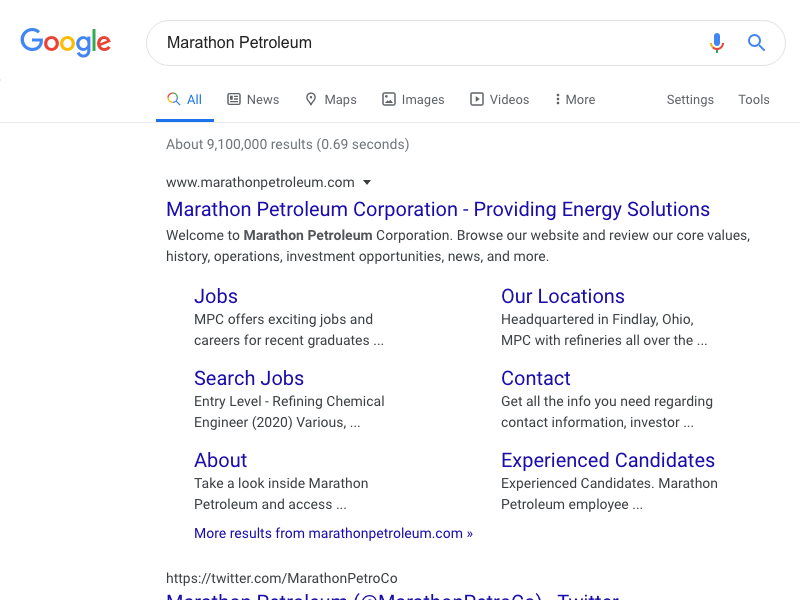 Google
Marathon Petroleum
All News Maps Images Videos More Settings Tools
About 9,100,000 results (0.69 seconds)
www.marathonpetroleum.com
Marathon Petroleum Corporation - Providing Energy Solutions
Welcome to Marathon Petroleum Corporation. Browse our website and review our core values,
history, operations, investment opportunities, news, and more.
Jobs
MPC offers exciting jobs and
careers for recent graduates ...
Our Locations
Headquartered in Findlay, Ohio,
MPC with refineries all over the ...
Search Jobs
Entry Level - Refining Chemical
Engineer (2020) Various, ...
Contact
Get all the info you need regarding
contact information, investor ...
About
Take a look inside Marathon
Petroleum and access ...
Experienced Candidates
Experienced Candidates. Marathon
Petroleum employee ...
More results from marathonpetroleum.com »
https://twitter.com/MarathonPetroCo
Marathon Petroleum (@MarathonPetroCo) · Twitter